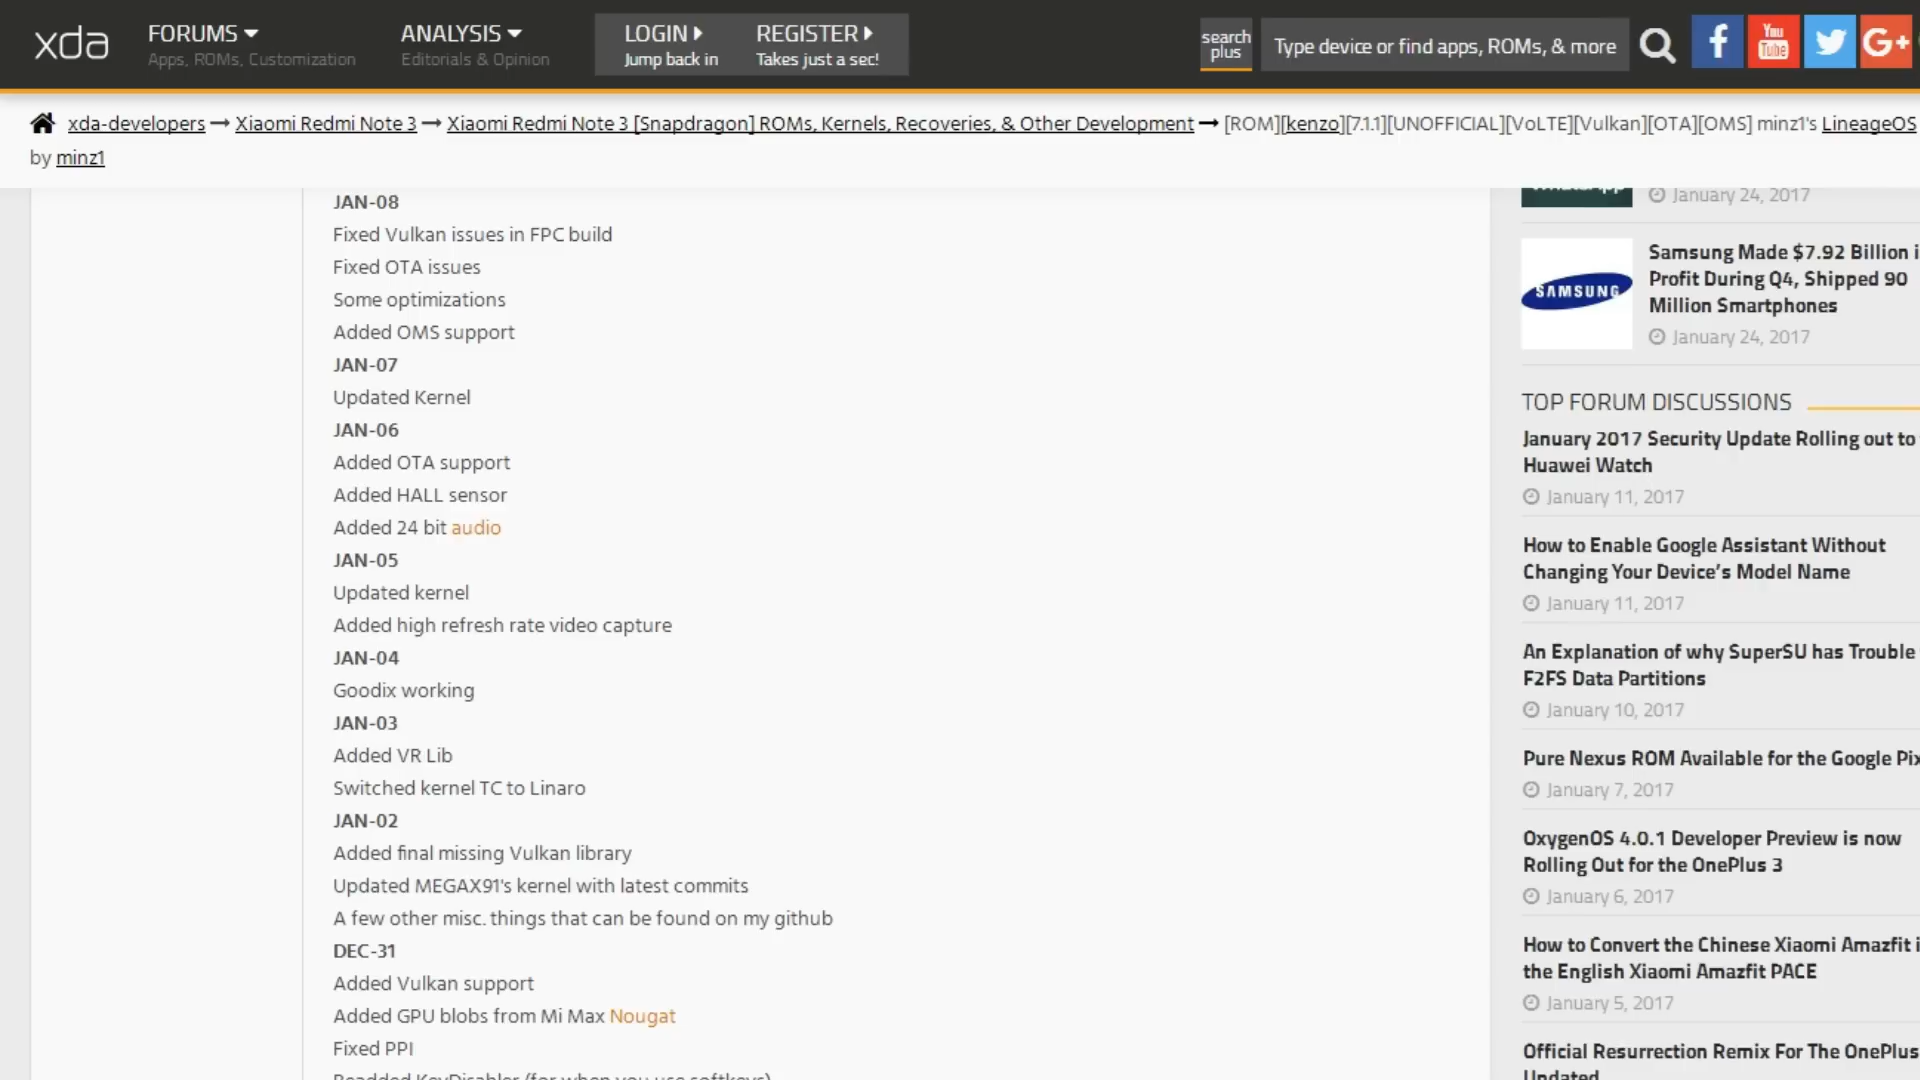 xda
FORUMS
Apps, ROMs, Customization
ANALYSIS
Editorials & Opinion
LOGIN
Jump back in
REGISTER
Takes just a sec!
search
plus
Type device or find apps, ROMs, & more
f
You
Tube
G+
xda-developers → Xiaomi Redmi Note 3 → Xiaomi Redmi Note 3 [Snapdragon] ROMs, Kernels, Recoveries, & Other Development → [ROM][kenzo][7.1.1][UNOFFICIAL][VoLTE][Vulkan][OTA][OMS] minz1's LineageOS
by minz1
JAN-08
Fixed Vulkan issues in FPC build
Fixed OTA issues
Some optimizations
Added OMS support
JAN-07
Updated Kernel
JAN-06
Added OTA support
Added HALL sensor
Added 24 bit audio
JAN-05
Updated kernel
Added high refresh rate video capture
JAN-04
Goodix working
JAN-03
Added VR Lib
Switched kernel TC to Linaro
JAN-02
Added final missing Vulkan library
Updated MEGAX91's kernel with latest commits
A few other misc. things that can be found on my github
DEC-31
Added Vulkan support
Added GPU blobs from Mi Max Nougat
Fixed PPI
Readded KeyDisabler (for when you use softkeys)
January 24, 2017
SAMSUNG
Samsung Made $7.92 Billion i
Profit During Q4, Shipped 90
Million Smartphones
January 24, 2017
TOP FORUM DISCUSSIONS
January 2017 Security Update Rolling out to
Huawei Watch
January 11, 2017
How to Enable Google Assistant Without
Changing Your Device's Model Name
January 11, 2017
An Explanation of why SuperSU has Trouble
F2FS Data Partitions
January 10, 2017
Pure Nexus ROM Available for the Google Pix
January 7, 2017
OxygenOS 4.0.1 Developer Preview is now
Rolling Out for the OnePlus 3
January 6, 2017
How to Convert the Chinese Xiaomi Amazfit i
the English Xiaomi Amazfit PACE
January 5, 2017
Official Resurrection Remix For The OnePlus
Updated